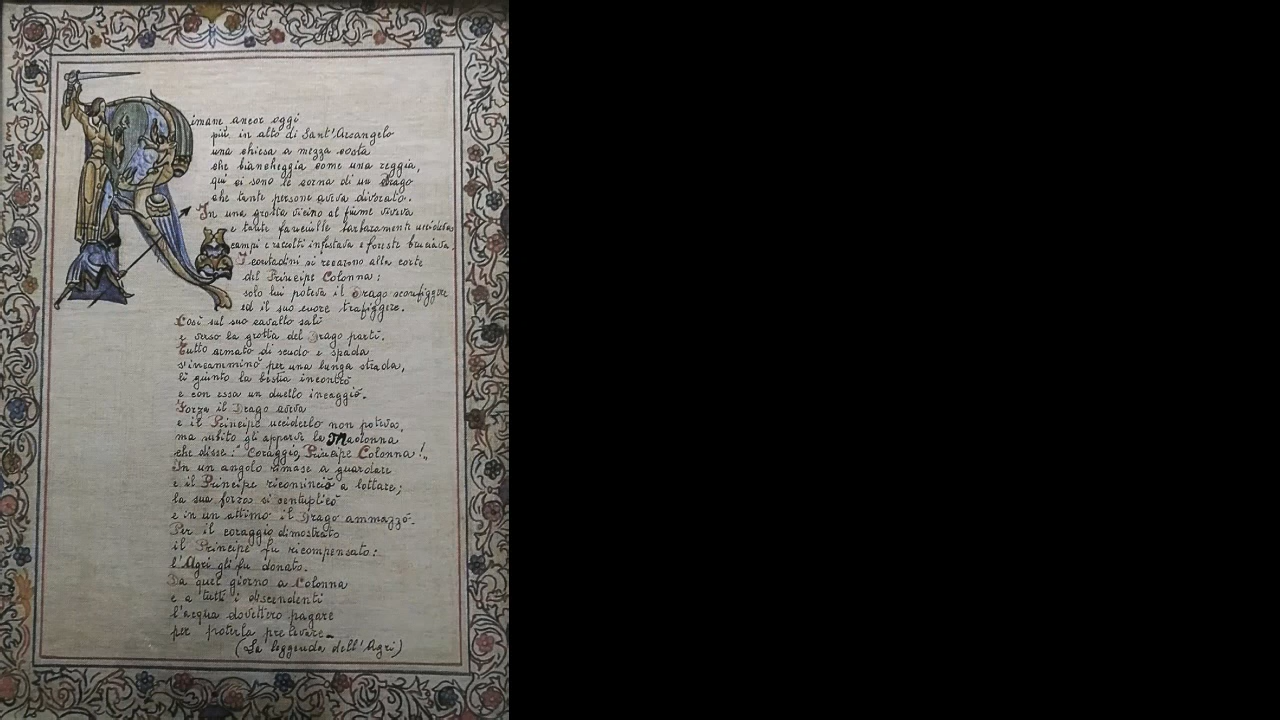 Rimane ancor oggi
più in alto di Sant'Arcangelo
una chiesa a mezza costa
che biancheggia come una reggia,
qui ci sono le corna di un Drago
che tante persone aveva divorato.
In una grotta vicino al fiume viveva
e tante fanciulle barbaramente uccideva
campi e raccolti infestava e foreste bruciava.
I contadini si recarono alla corte
del Principe Colonna:
solo lui poteva il Drago sconfiggere
ed il suo cuore trafiggere.
Così sul suo cavallo salì
e verso la grotta del Drago partì.
Tutto armato di scudo e spada
s'incamminò per una lunga strada,
lì giunto la bestia incontrò
e con essa un duello ingaggiò.
Forza il Drago aveva
e il Principe ucciderlo non poteva,
ma subito gli apparve la Madonna
che disse: "Coraggio, Principe Colonna!"
In un angolo rimase a guardare
e il Principe ricominciò a lottare;
la sua forza si centuplicò
e in un attimo il Drago ammazzò.
Per il coraggio dimostrato
il Principe fu ricompensato:
l'Agri gli fu donato.
Da quel giorno a Colonna
e a tutti i discendenti
l'acqua dovettero pagare
per poterla prelevare.
(La leggenda dell'Agri)